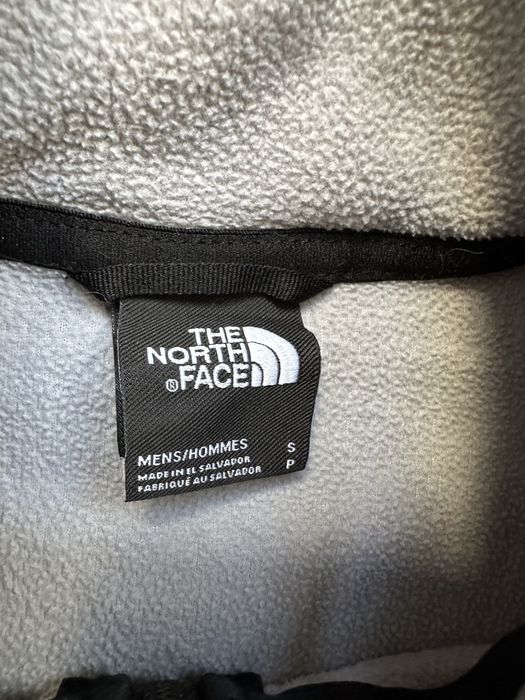 THE
NORTH
® FACE
MENS/HOMMES S
MADE IN EL SALVADOR P
FABRIQUÉ AU SALVADOR